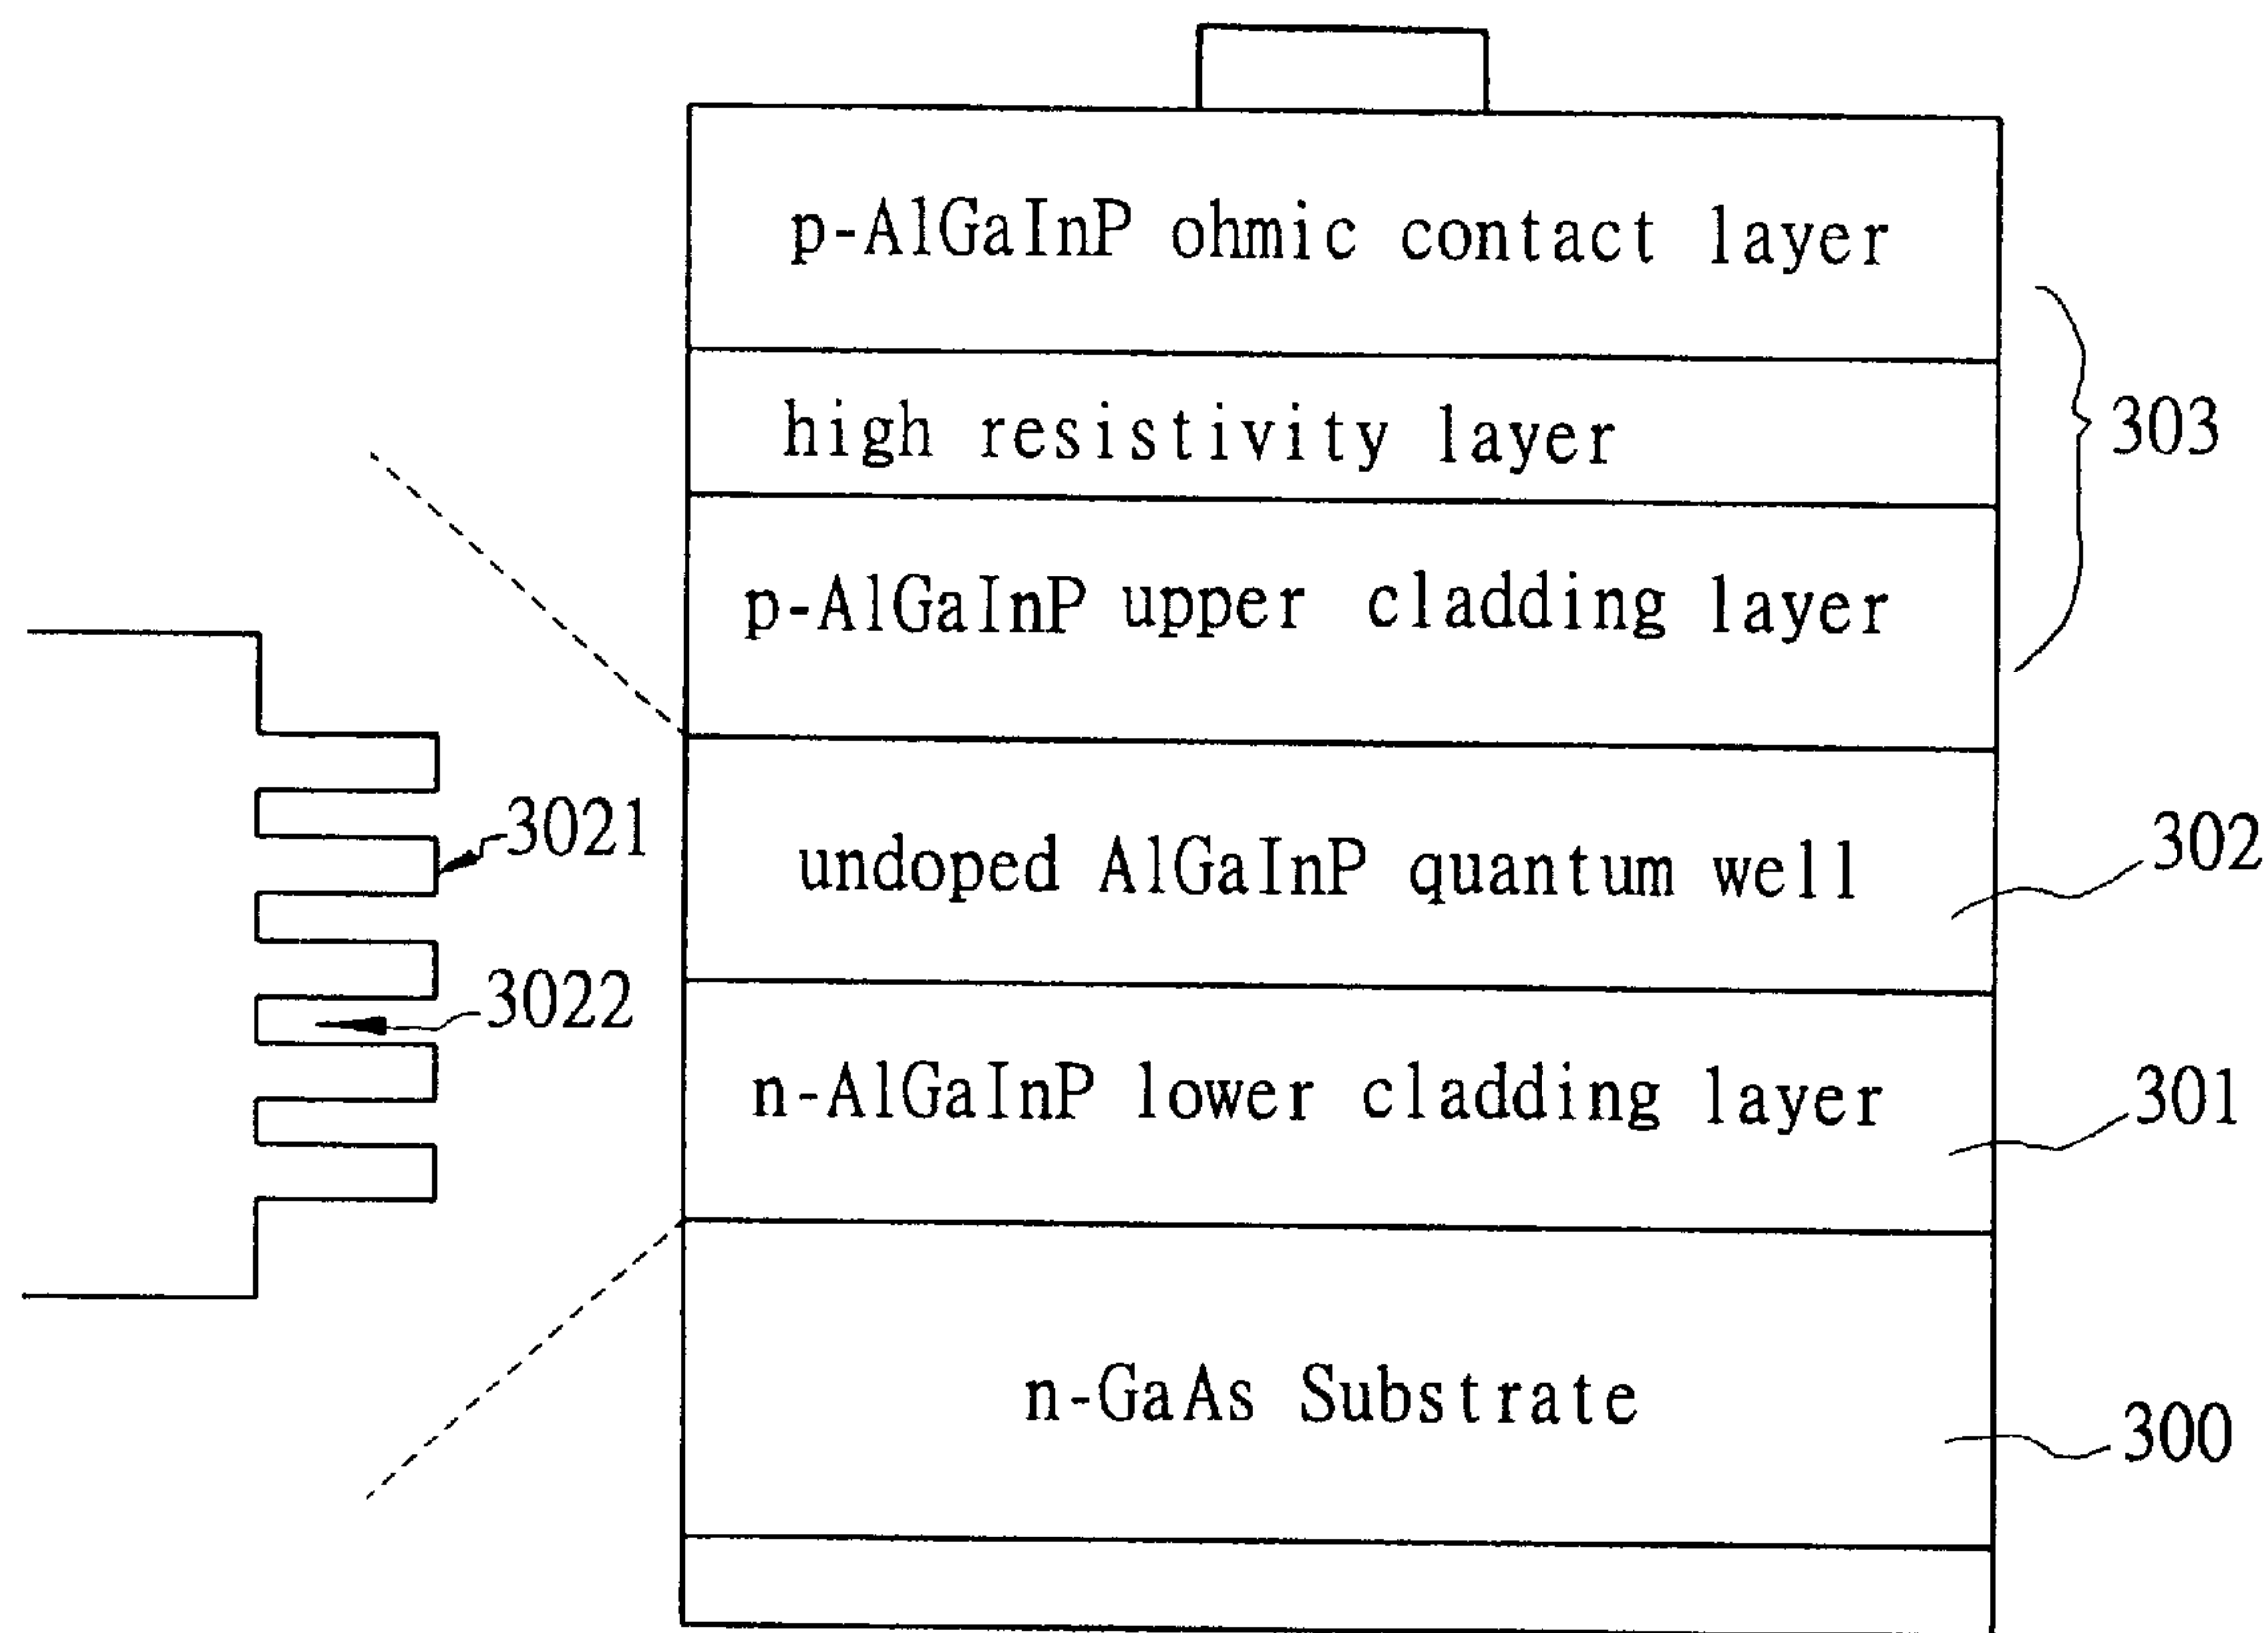 p-AlGaInP ohmic contact layer
high resistivity layer
303
p-AlGaInP upper cladding layer
3021
undoped AlGaInP quantum well
302
3022
n-AlGaInP lower cladding layer
301
n-GaAs Substrate
300